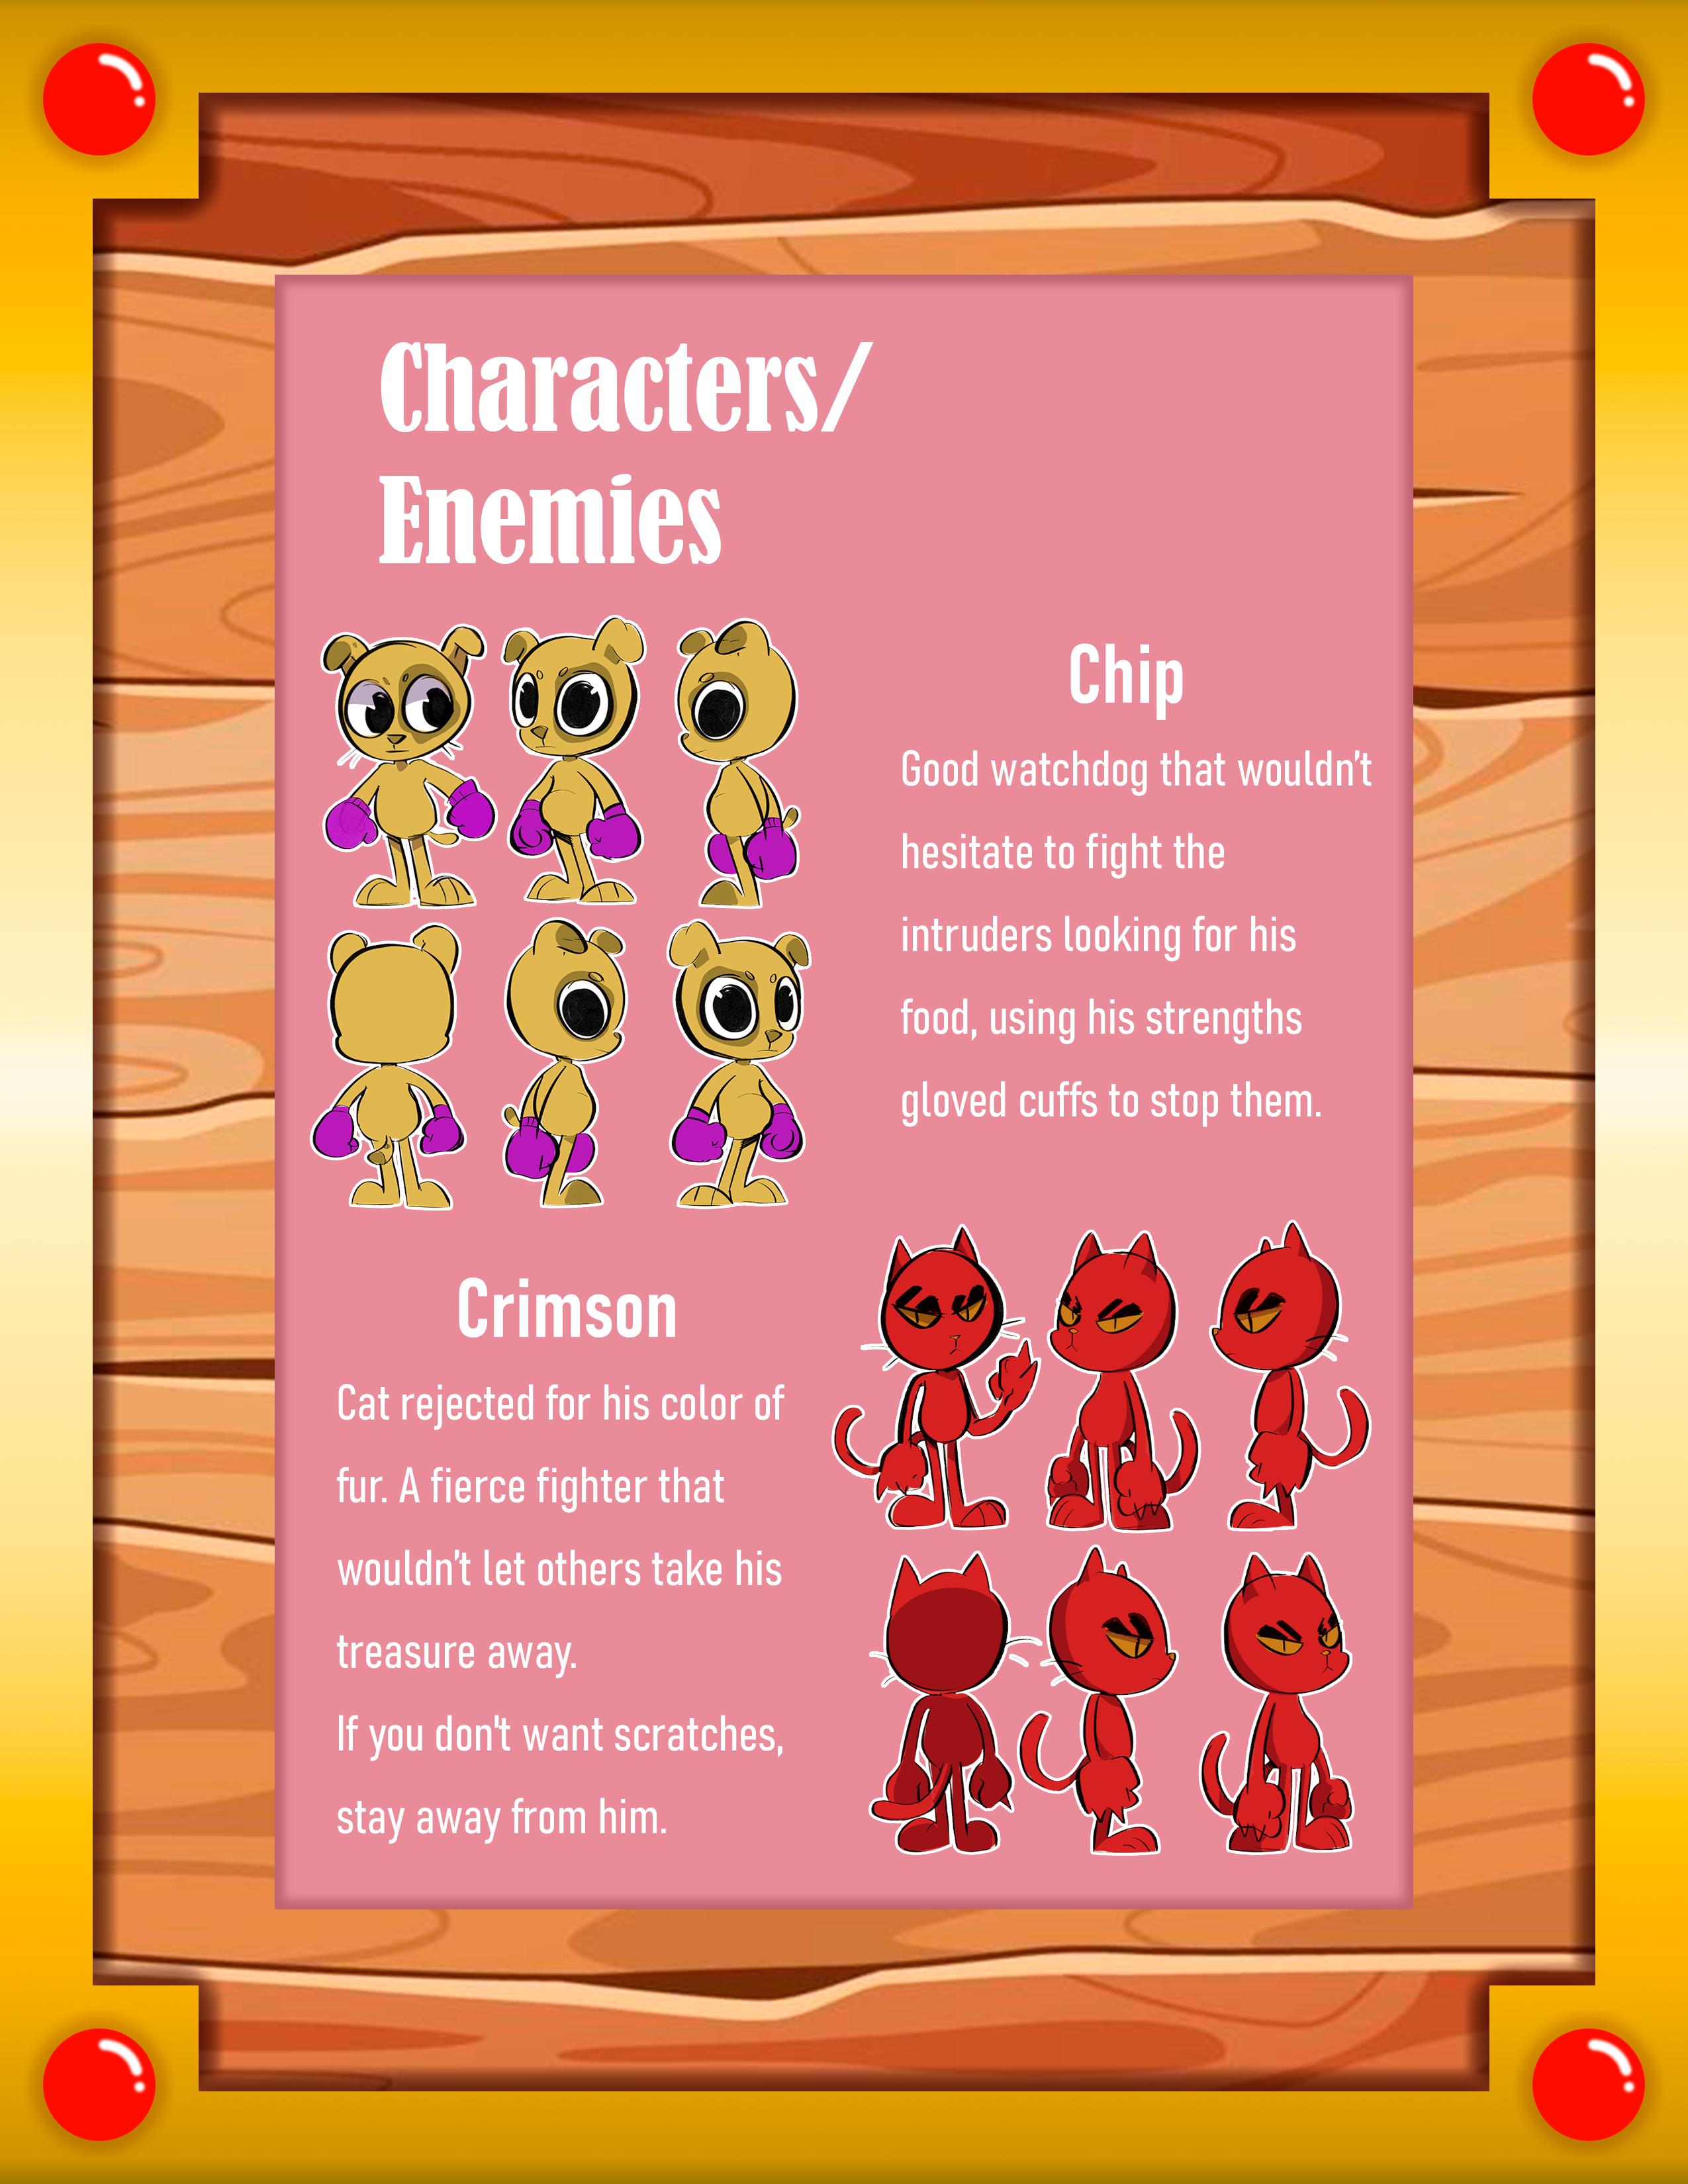 Characters/
Enemies
Chip
Good watchdog that wouldn't
hesitate to fight the
intruders looking for his
food, using his strengths
gloved cuffs to stop them.
Crimson
Cat rejected for his color of
fur. A fierce fighter that
wouldn't let others take his
treasure away.
If you don't want scratches,
stay away from him.